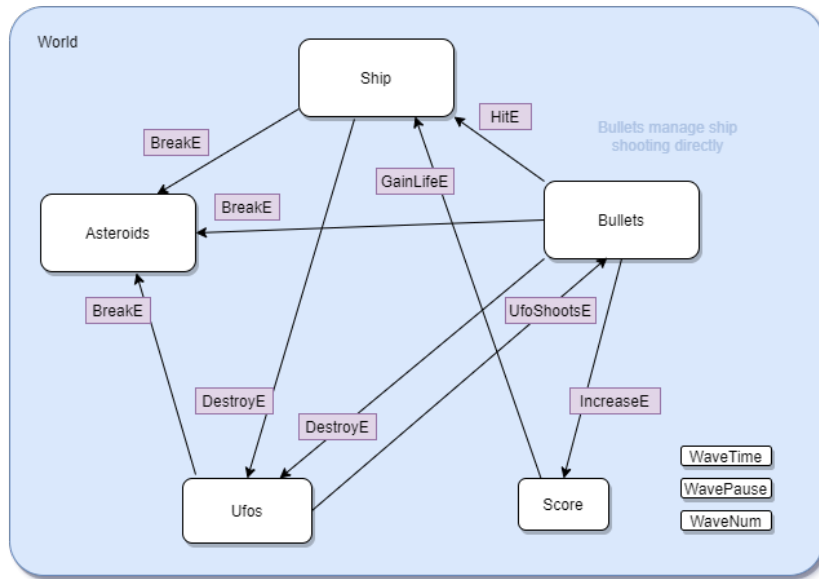 World
Ship
HitE
Bullets manage ship
shooting directly
BreakE
GainLifeE
BreakE
Asteroids
Bullets
BreakE
UfoShootsE
DestroyE
IncreaseE
DestroyE
WaveTime
WavePause
Ufos
Score
WaveNum